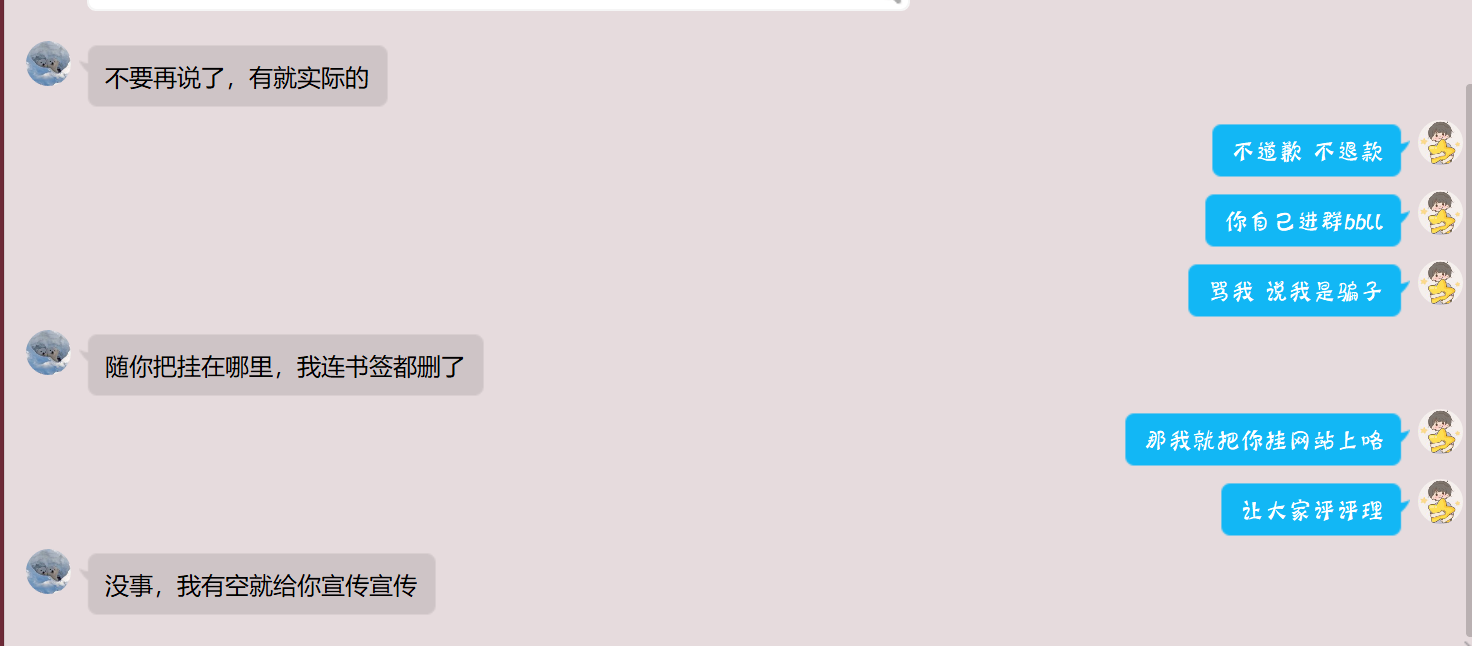 不要再说了，有就实际的
不道歉 不退款
你自己进群bbll
骂我 说我是骗子
随你把挂在哪里，我连书签都删了
那我就把你挂网站上咯
让大家评评理
没事，我有空就给你宣传宣传